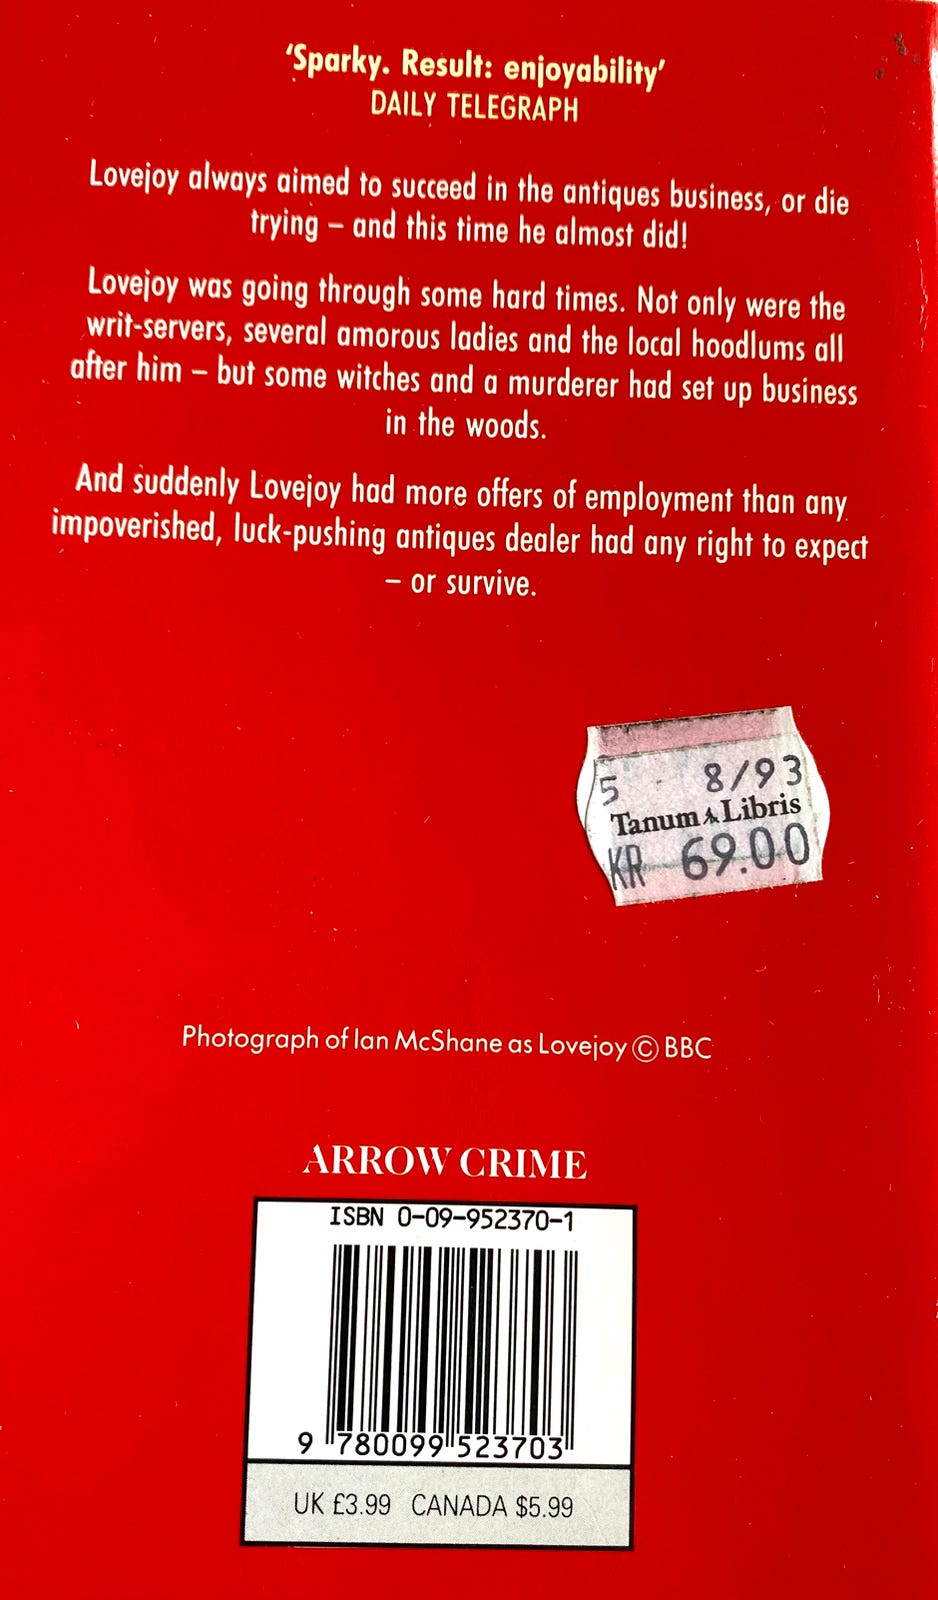 'Sparky. Result: enjoyability'
DAILY TELEGRAPH
Lovejoy always aimed to succeed in the antiques business, or die
trying – and this time he almost did!
Lovejoy was going through some hard times. Not only were the
writ-servers, several amorous ladies and the local hoodlums all
after him – but some witches and a murderer had set up business
in the woods.
And suddenly Lovejoy had more offers of employment than any
impoverished, luck-pushing antiques dealer had any right to expect
– or survive.
5 8/93
Tanum Libris
KR 69.00
Photograph of Ian McShane as Lovejoy © BBC
ARROW CRIME
ISBN 0-09-952370-1
9 780099 523703
UK £3.99 CANADA $5.99